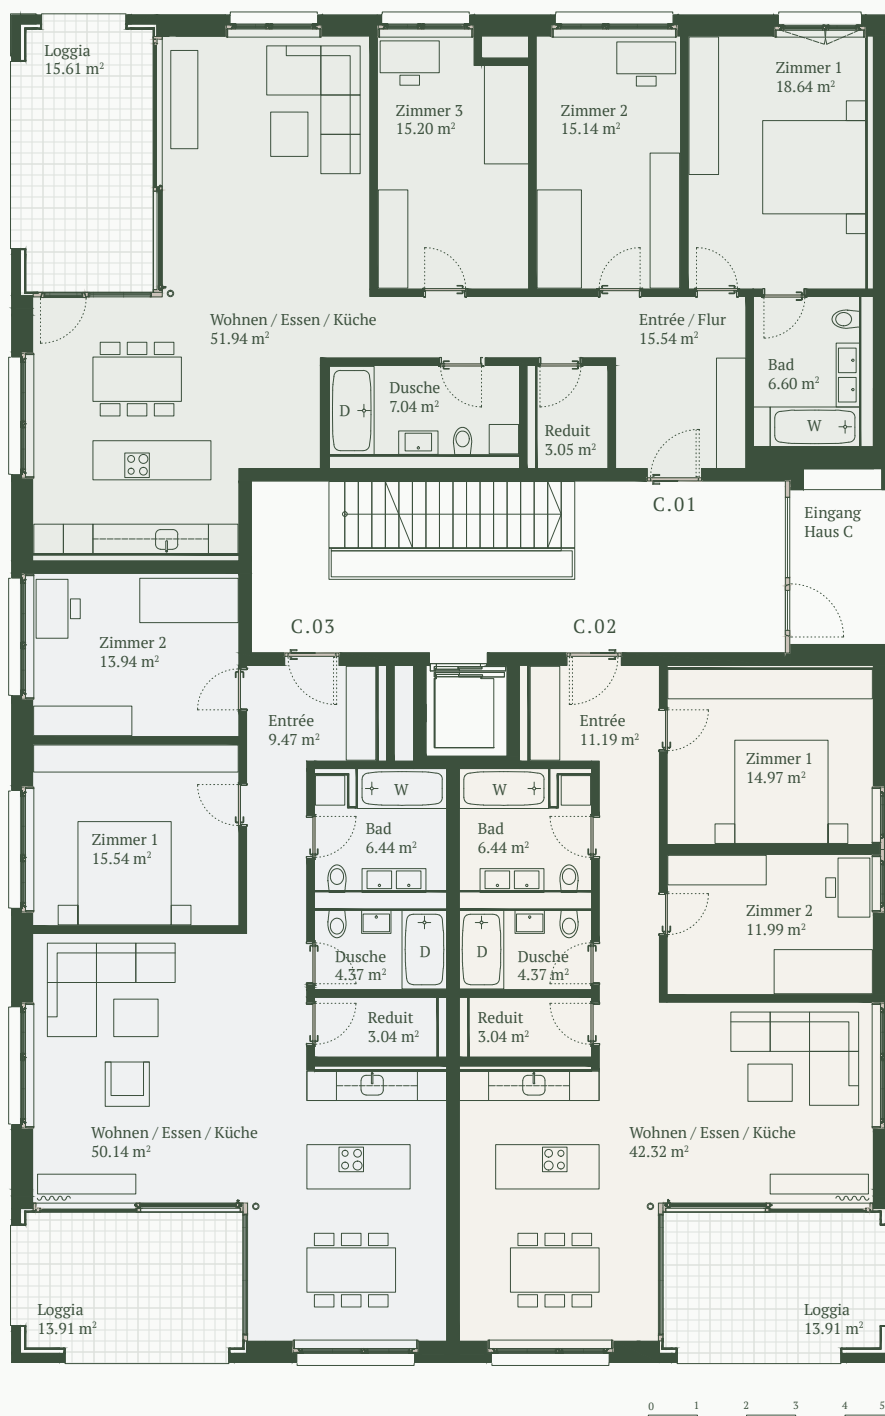 Loggia
15.61 m²
Zimmer 3
15.20 m²
Zimmer 2
15.14 m²
Zimmer 1
18.64 m²
Wohnen / Essen / Küche
51.94 m²
Entrée / Flur
15.54 m²
Dusche
7.04 m²
D
Reduit
3.05 m²
Bad
6.60 m²
W
C.01
Eingang
Haus C
C.03
C.02
Zimmer 2
13.94 m²
Entrée
9.47 m²
Entrée
11.19 m²
Zimmer 1
14.97 m²
W
W
Bad
6.44 m²
Bad
6.44 m²
Zimmer 1
15.54 m²
Zimmer 2
11.99 m²
Dusche
4.37 m²
D
D
Dusche
4.37 m²
Reduit
3.04 m²
Reduit
3.04 m²
Wohnen / Essen / Küche
50.14 m²
Wohnen / Essen / Küche
42.32 m²
Loggia
13.91 m²
Loggia
13.91 m²
0 1 2 3 4 5